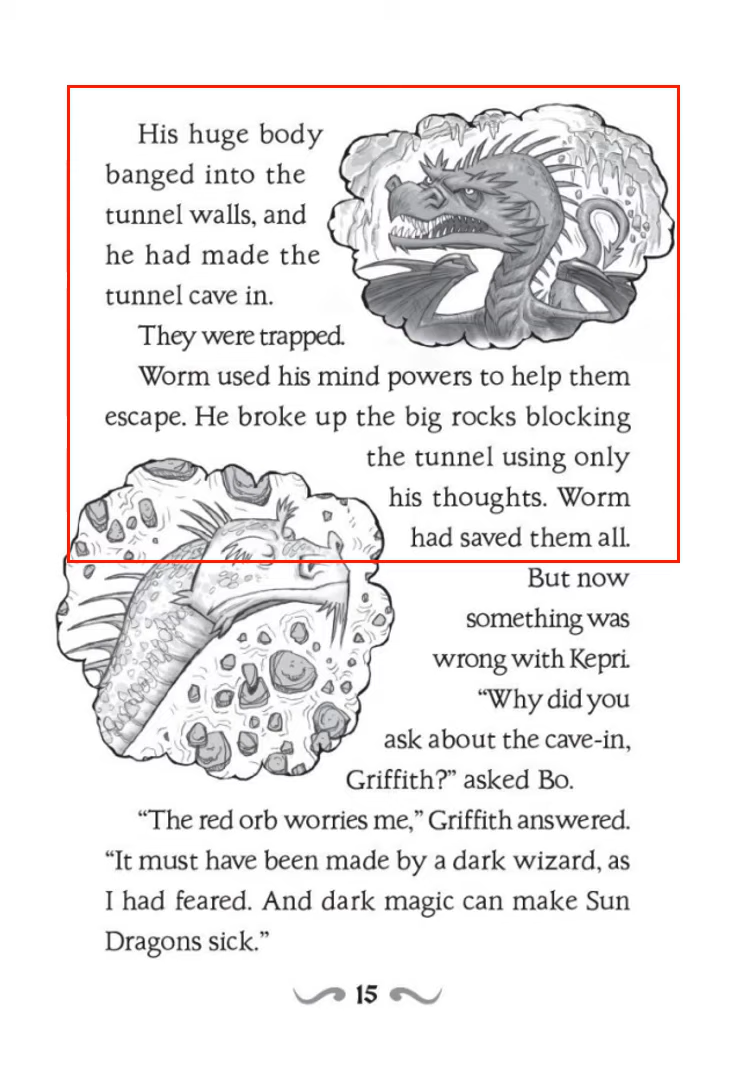 His huge body
banged into the
tunnel walls, and
he had made the
tunnel cave in.
They were trapped.
Worm used his mind powers to help them
escape. He broke up the big rocks blocking
the tunnel using only
his thoughts. Worm
had saved them all.
But now
something was
wrong with Kepri.
“Why did you
ask about the cave-in,
Griffith?” asked Bo.
“The red orb worries me,” Griffith answered.
“It must have been made by a dark wizard, as
I had feared. And dark magic can make Sun
Dragons sick.”
15